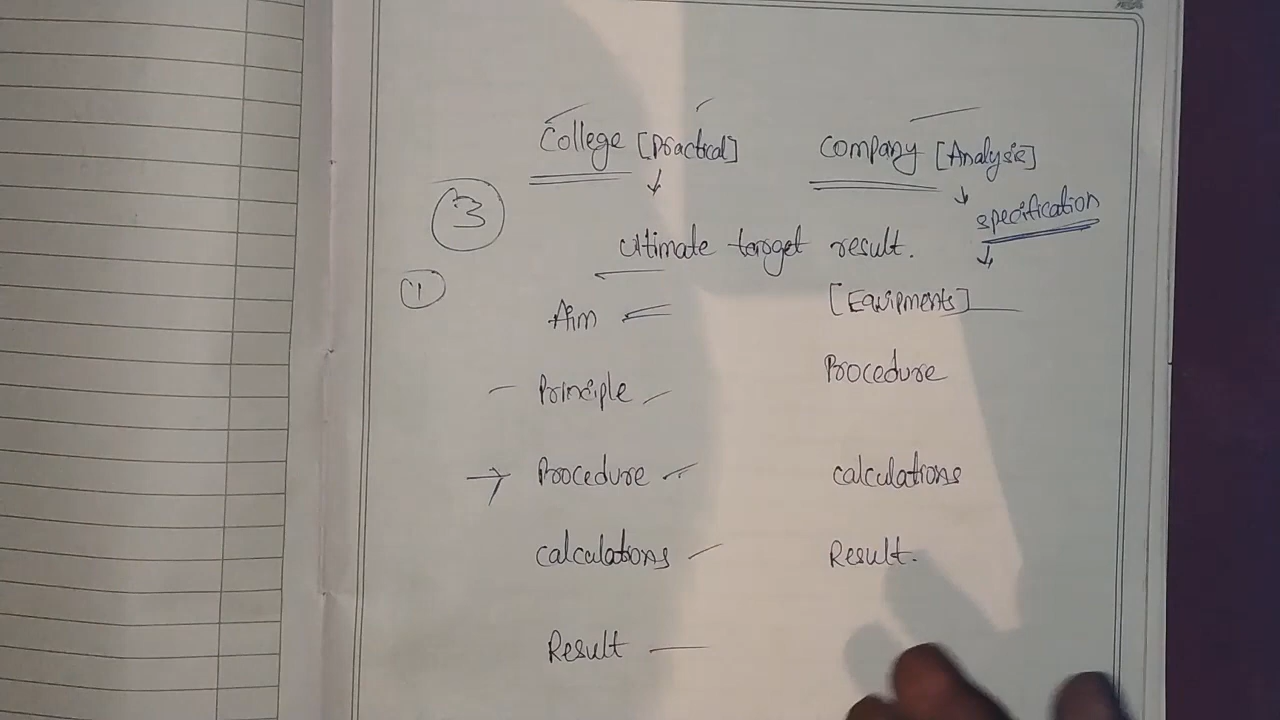 College [Practical] Company [Analysis]
specification
3
Ultimate target result.
1
Aim [Equipments]
Principle Procedure
Procedure calculations
calculations Result.
Result